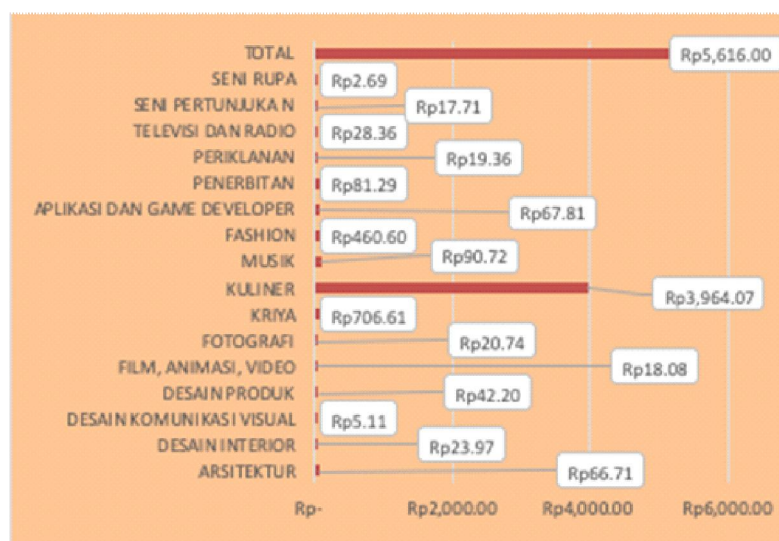 TOTAL Rp5,616.00
SENI RUPA Rp2.69
SENI PERTUNJUKA N Rp17.71
TELEVISI DAN RADIO Rp28.36
PERIKLANAN Rp19.36
PENERBITAN Rp81.29
APLIKASI DAN GAME DEVELOPER Rp67.81
FASHION Rp460.60
MUSIK Rp90.72
KULINER Rp3,964.07
KRIYA Rp706.61
FOTOGRAFI Rp20.74
FILM, ANIMASI, VIDEO Rp18.08
DESAIN PRODUK Rp42.20
DESAIN KOMUNIKASI VISUAL Rp5.11
DESAIN INTERIOR Rp23.97
ARSITEKTUR Rp66.71
Rp- Rp2,000.00 Rp4,000.00 Rp6,000.00